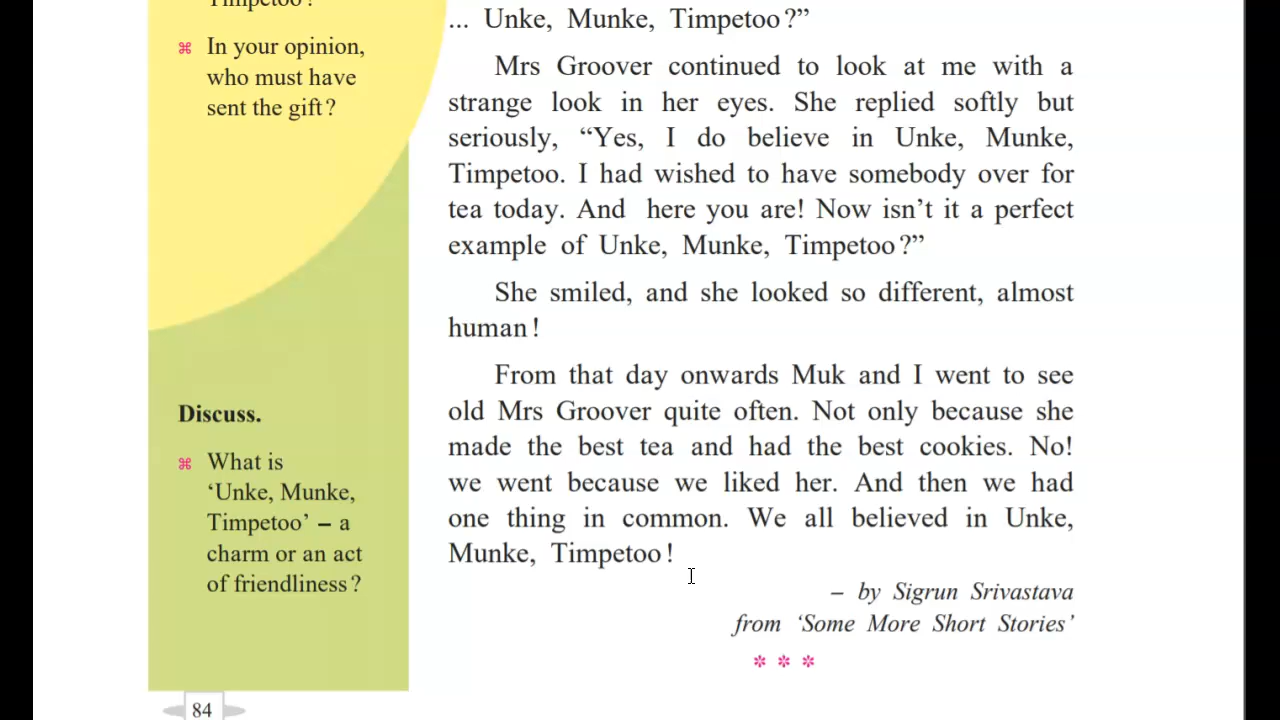 Timpetoo?
⌘ In your opinion,
who must have
sent the gift?
Discuss.
⌘ What is
‘Unke, Munke,
Timpetoo’ – a
charm or an act
of friendliness?
... Unke, Munke, Timpetoo?”
Mrs Groover continued to look at me with a
strange look in her eyes. She replied softly but
seriously, “Yes, I do believe in Unke, Munke,
Timpetoo. I had wished to have somebody over for
tea today. And here you are! Now isn’t it a perfect
example of Unke, Munke, Timpetoo?”
She smiled, and she looked so different, almost
human!
From that day onwards Muk and I went to see
old Mrs Groover quite often. Not only because she
made the best tea and had the best cookies. No!
we went because we liked her. And then we had
one thing in common. We all believed in Unke,
Munke, Timpetoo!
– by Sigrun Srivastava
from ‘Some More Short Stories’
84